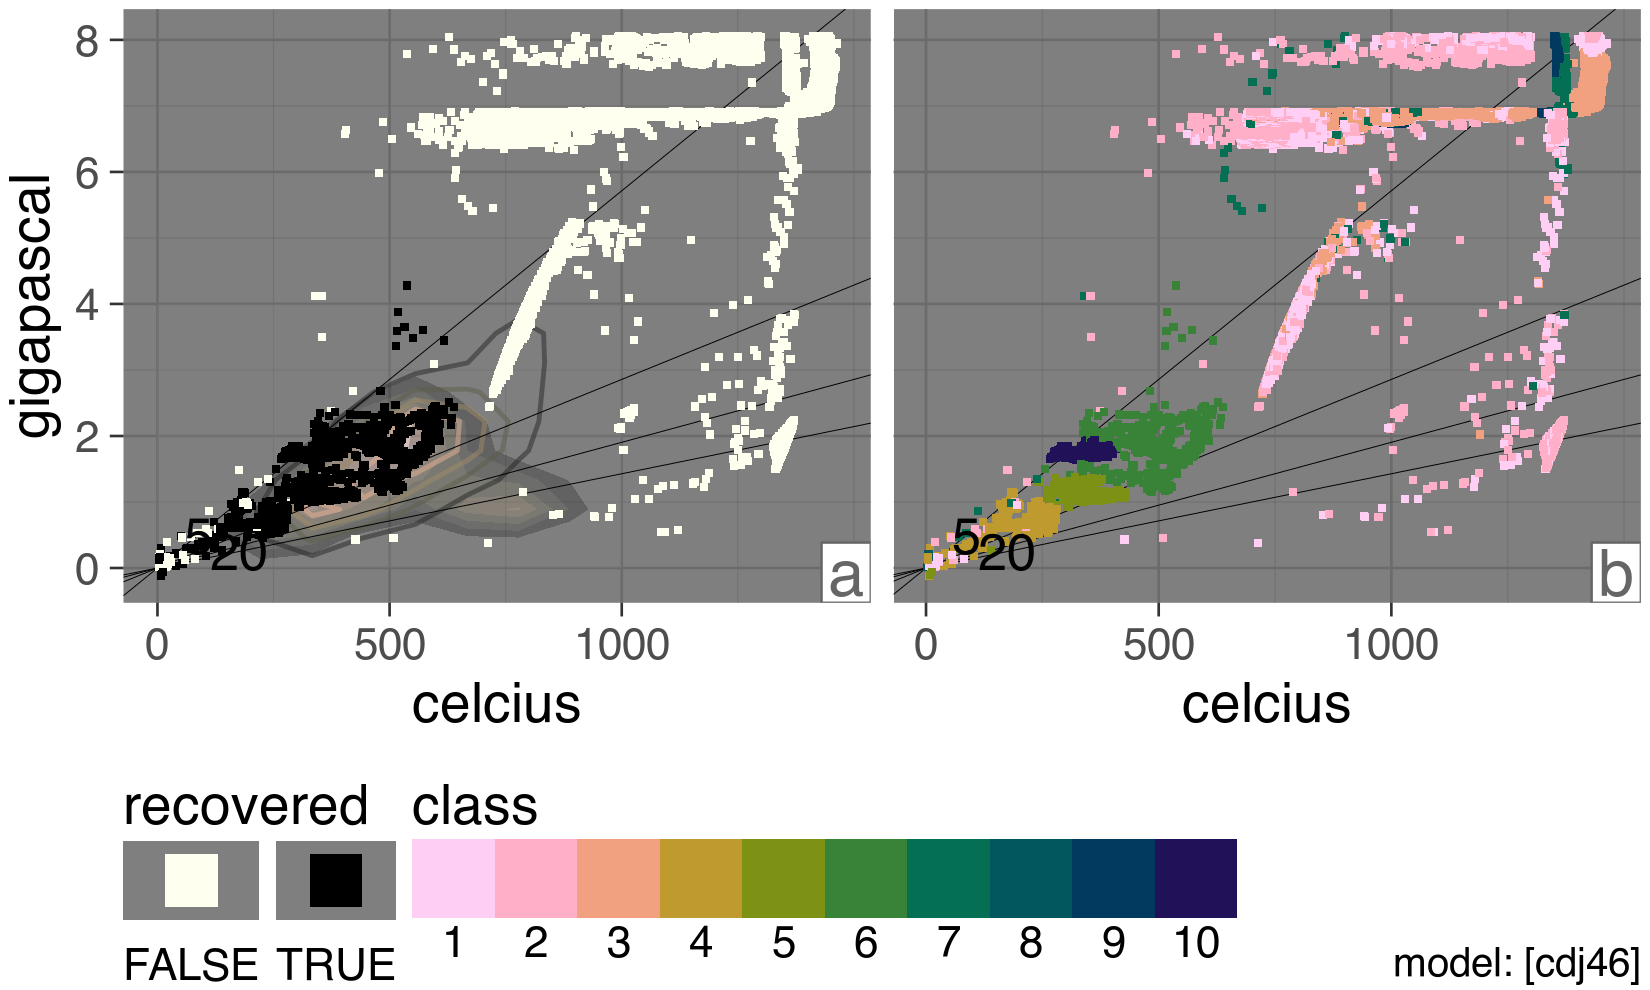 gigapascal
8
6
4
2
0
5
20
a
5
20
b
0 500 1000
0 500 1000
celcius
celcius
recovered
FALSE TRUE
class
1 2 3 4 5 6 7 8 9 10
model: [cdj46]